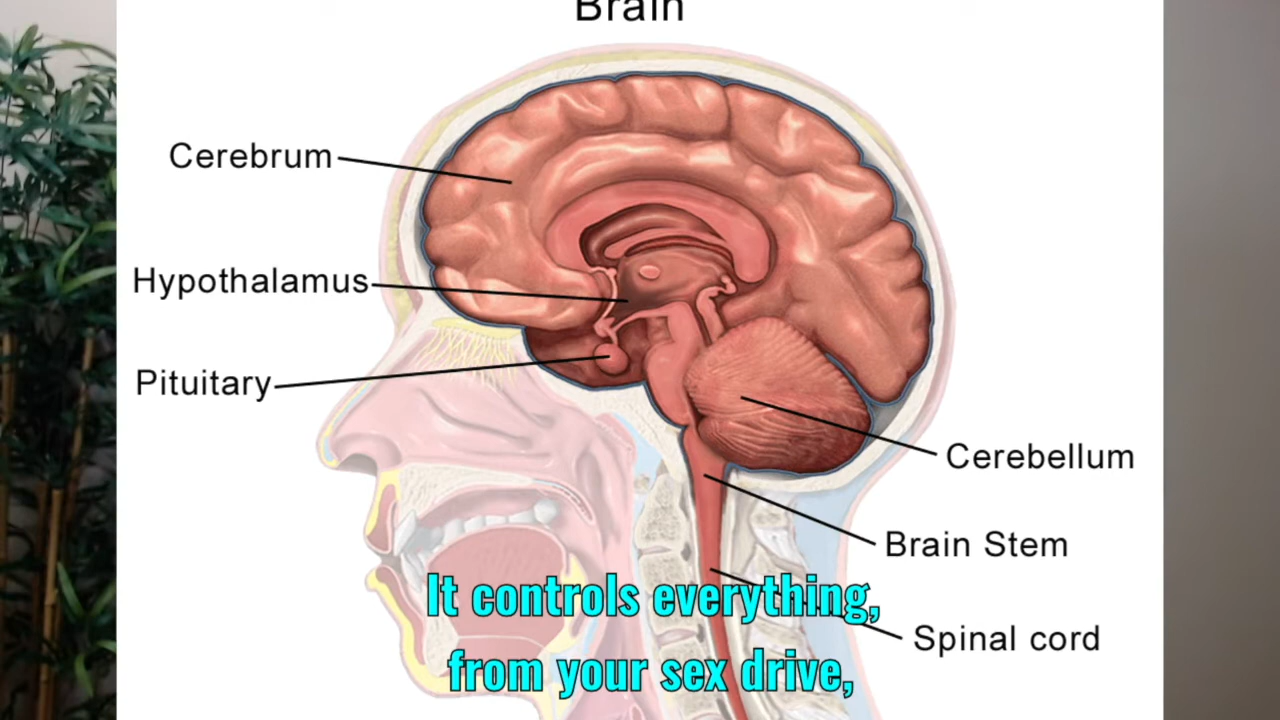 Brain
Cerebrum
Hypothalamus
Pituitary
Cerebellum
Brain Stem
Spinal cord
It controls everything,
from your sex drive,